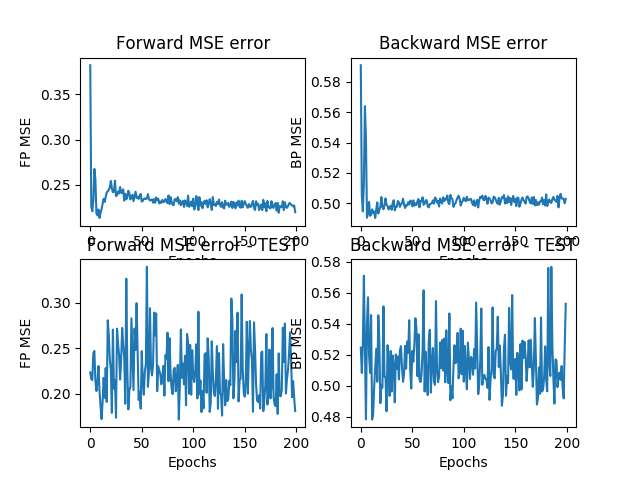 Forward MSE error
Backward MSE error
FP MSE
0.35
0.30
0.25
0 50 100 150 200
Epochs
BP MSE
0.58
0.56
0.54
0.52
0.50
0 50 100 150 200
Epochs
Forward MSE error - TEST
Backward MSE error - TEST
FP MSE
0.30
0.25
0.20
0 50 100 150 200
Epochs
BP MSE
0.58
0.56
0.54
0.52
0.50
0.48
0 50 100 150 200
Epochs